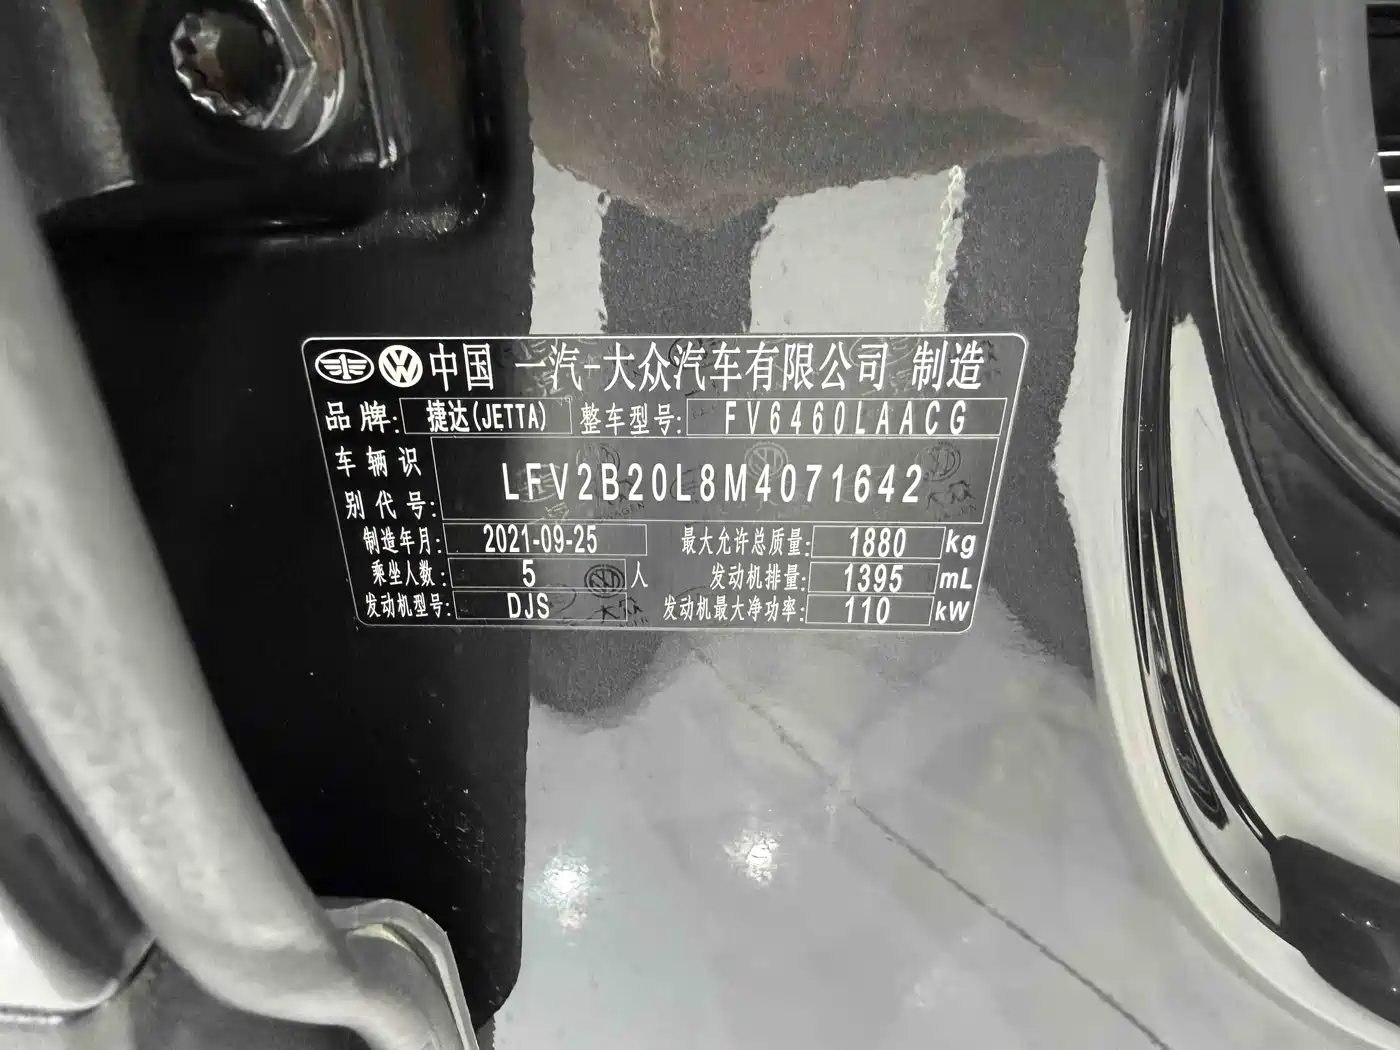 中国 一汽-大众汽车有限公司 制造
品牌: 捷达(JETTA) 整车型号: FV6460LAACG
车辆识别代号: LFV2B20L8M4071642
制造年月: 2021-09-25 最大允许总质量: 1880 kg
乘坐人数: 5 人 发动机排量: 1395 mL
发动机型号: DJS 发动机最大净功率: 110 kW